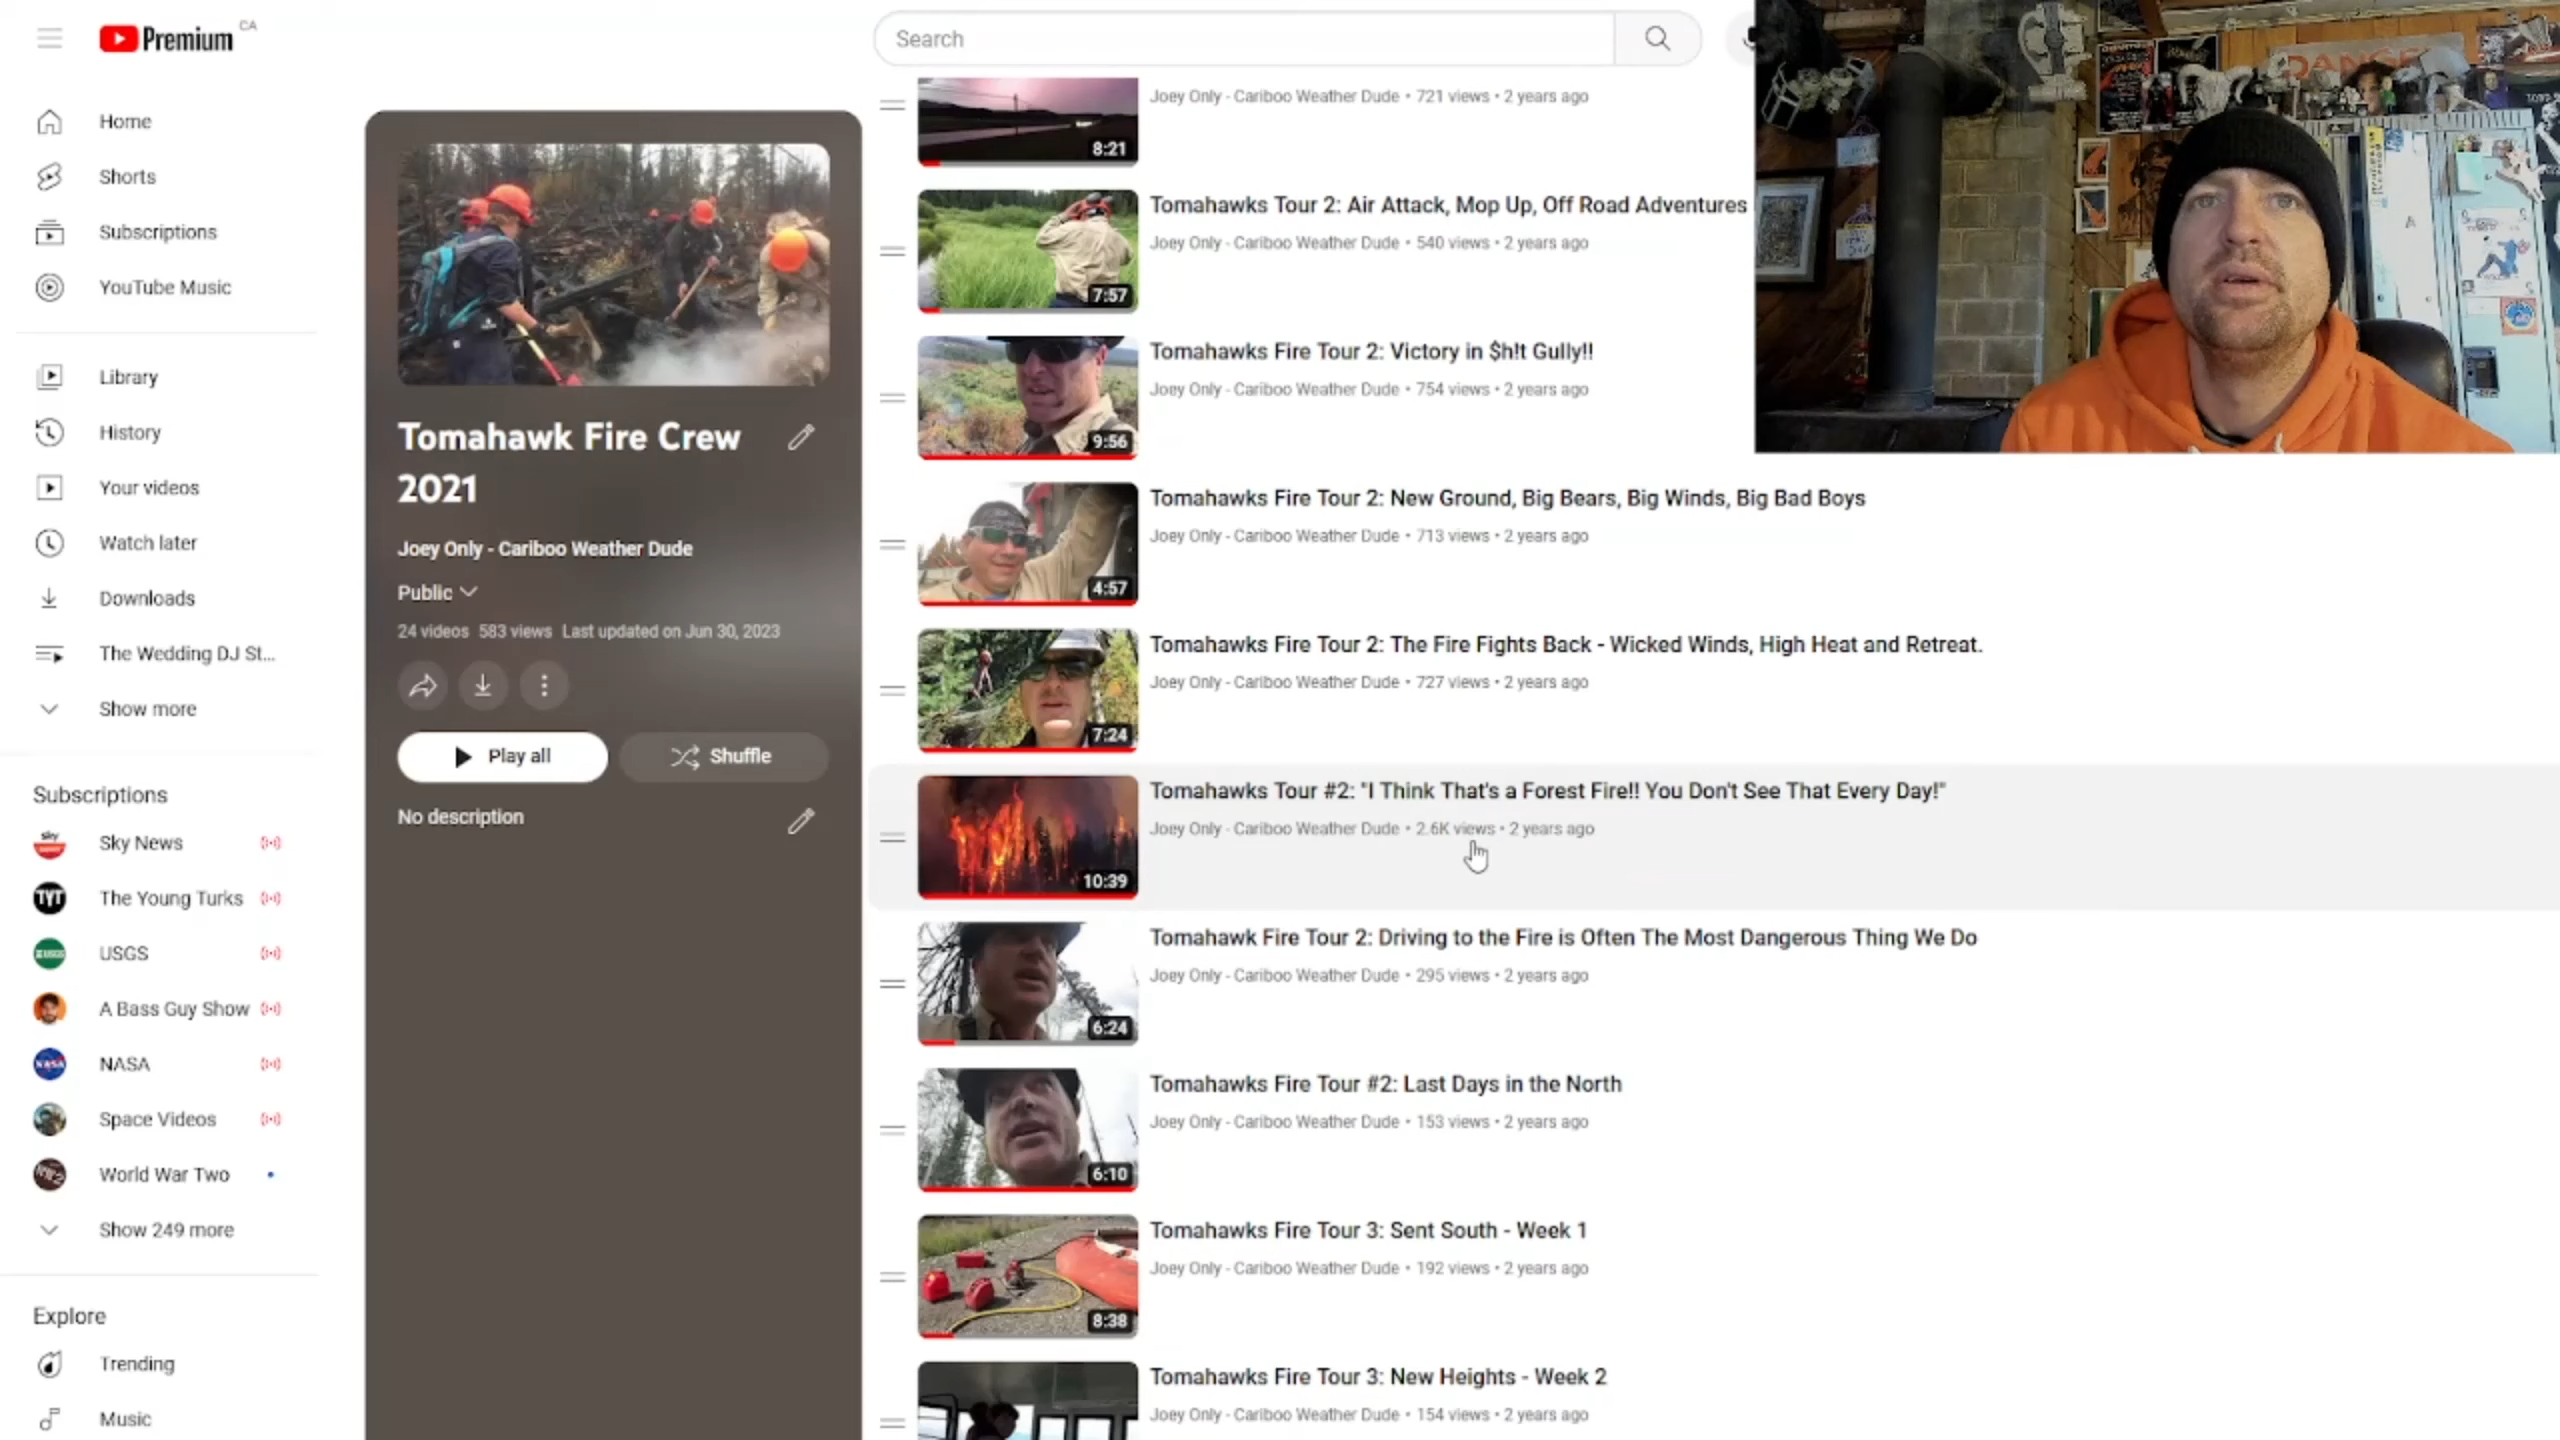 Premium CA
Search
Home
Shorts
Subscriptions
YouTube Music
Library
History
Your videos
Watch later
Downloads
The Wedding DJ St...
Show more
Subscriptions
Sky News
The Young Turks
USGS
A Bass Guy Show
NASA
Space Videos
World War Two
Show 249 more
Explore
Trending
Music
Tomahawk Fire Crew
2021
Joey Only - Cariboo Weather Dude
Public
24 videos 583 views Last updated on Jun 30, 2023
Play all
Shuffle
No description
Joey Only - Cariboo Weather Dude • 721 views • 2 years ago
8:21
Tomahawks Tour 2: Air Attack, Mop Up, Off Road Adventures
Joey Only - Cariboo Weather Dude • 540 views • 2 years ago
7:57
Tomahawks Fire Tour 2: Victory in $h!t Gully!!
Joey Only - Cariboo Weather Dude • 754 views • 2 years ago
9:56
Tomahawks Fire Tour 2: New Ground, Big Bears, Big Winds, Big Bad Boys
Joey Only - Cariboo Weather Dude • 713 views • 2 years ago
4:57
Tomahawks Fire Tour 2: The Fire Fights Back - Wicked Winds, High Heat and Retreat.
Joey Only - Cariboo Weather Dude • 727 views • 2 years ago
7:24
Tomahawks Tour #2: "I Think That's a Forest Fire!! You Don't See That Every Day!"
Joey Only - Cariboo Weather Dude • 2.6K views • 2 years ago
10:39
Tomahawk Fire Tour 2: Driving to the Fire is Often The Most Dangerous Thing We Do
Joey Only - Cariboo Weather Dude • 295 views • 2 years ago
6:24
Tomahawks Fire Tour #2: Last Days in the North
Joey Only - Cariboo Weather Dude • 153 views • 2 years ago
6:10
Tomahawks Fire Tour 3: Sent South - Week 1
Joey Only - Cariboo Weather Dude • 192 views • 2 years ago
8:38
Tomahawks Fire Tour 3: New Heights - Week 2
Joey Only - Cariboo Weather Dude • 154 views • 2 years ago
sky
TYT
NASA